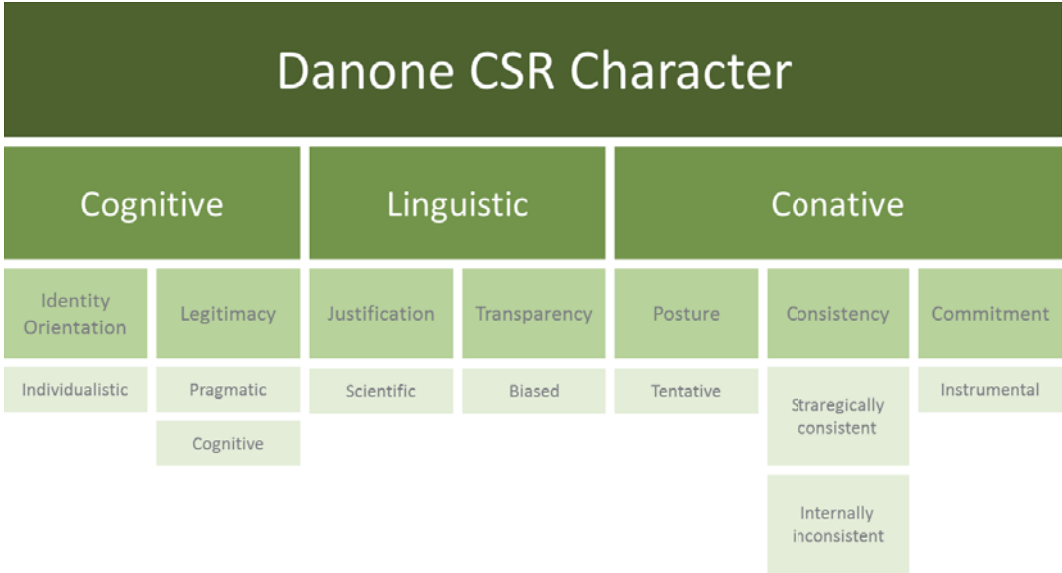 Danone CSR Character
Cognitive
Linguistic
Conative
Identity
Orientation
Legitimacy
Justification
Transparency
Posture
Consistency
Commitment
Individualistic
Pragmatic
Scientific
Biased
Tentative
Straregically
consistent
Instrumental
Cognitive
Internally
inconsistent